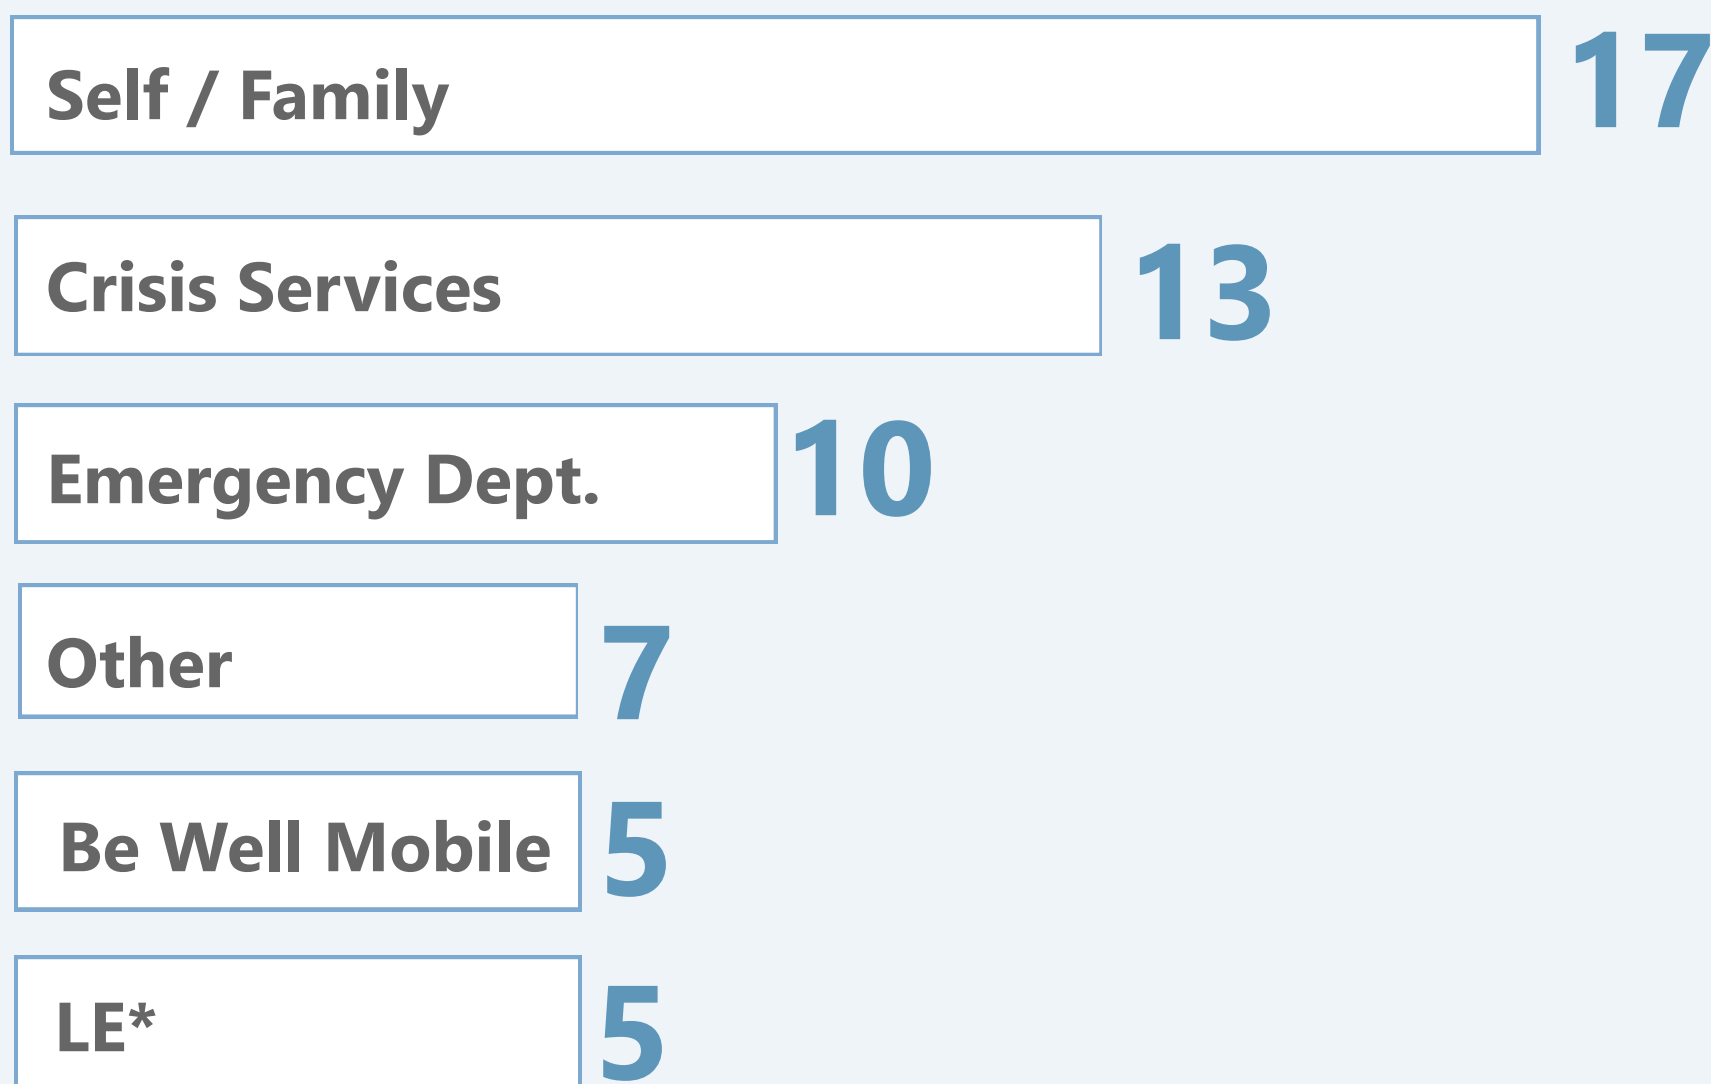 Self / Family 17
Crisis Services 13
Emergency Dept. 10
Other 7
Be Well Mobile 5
LE* 5